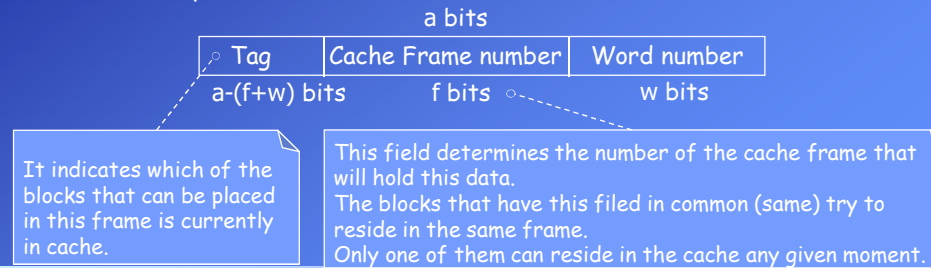 a bits
Tag Cache Frame number Word number
a-(f+w) bits f bits w bits
It indicates which of the
blocks that can be placed
in this frame is currently
in cache.
This field determines the number of the cache frame that
will hold this data.
The blocks that have this filed in common (same) try to
reside in the same frame.
Only one of them can reside in the cache any given moment.